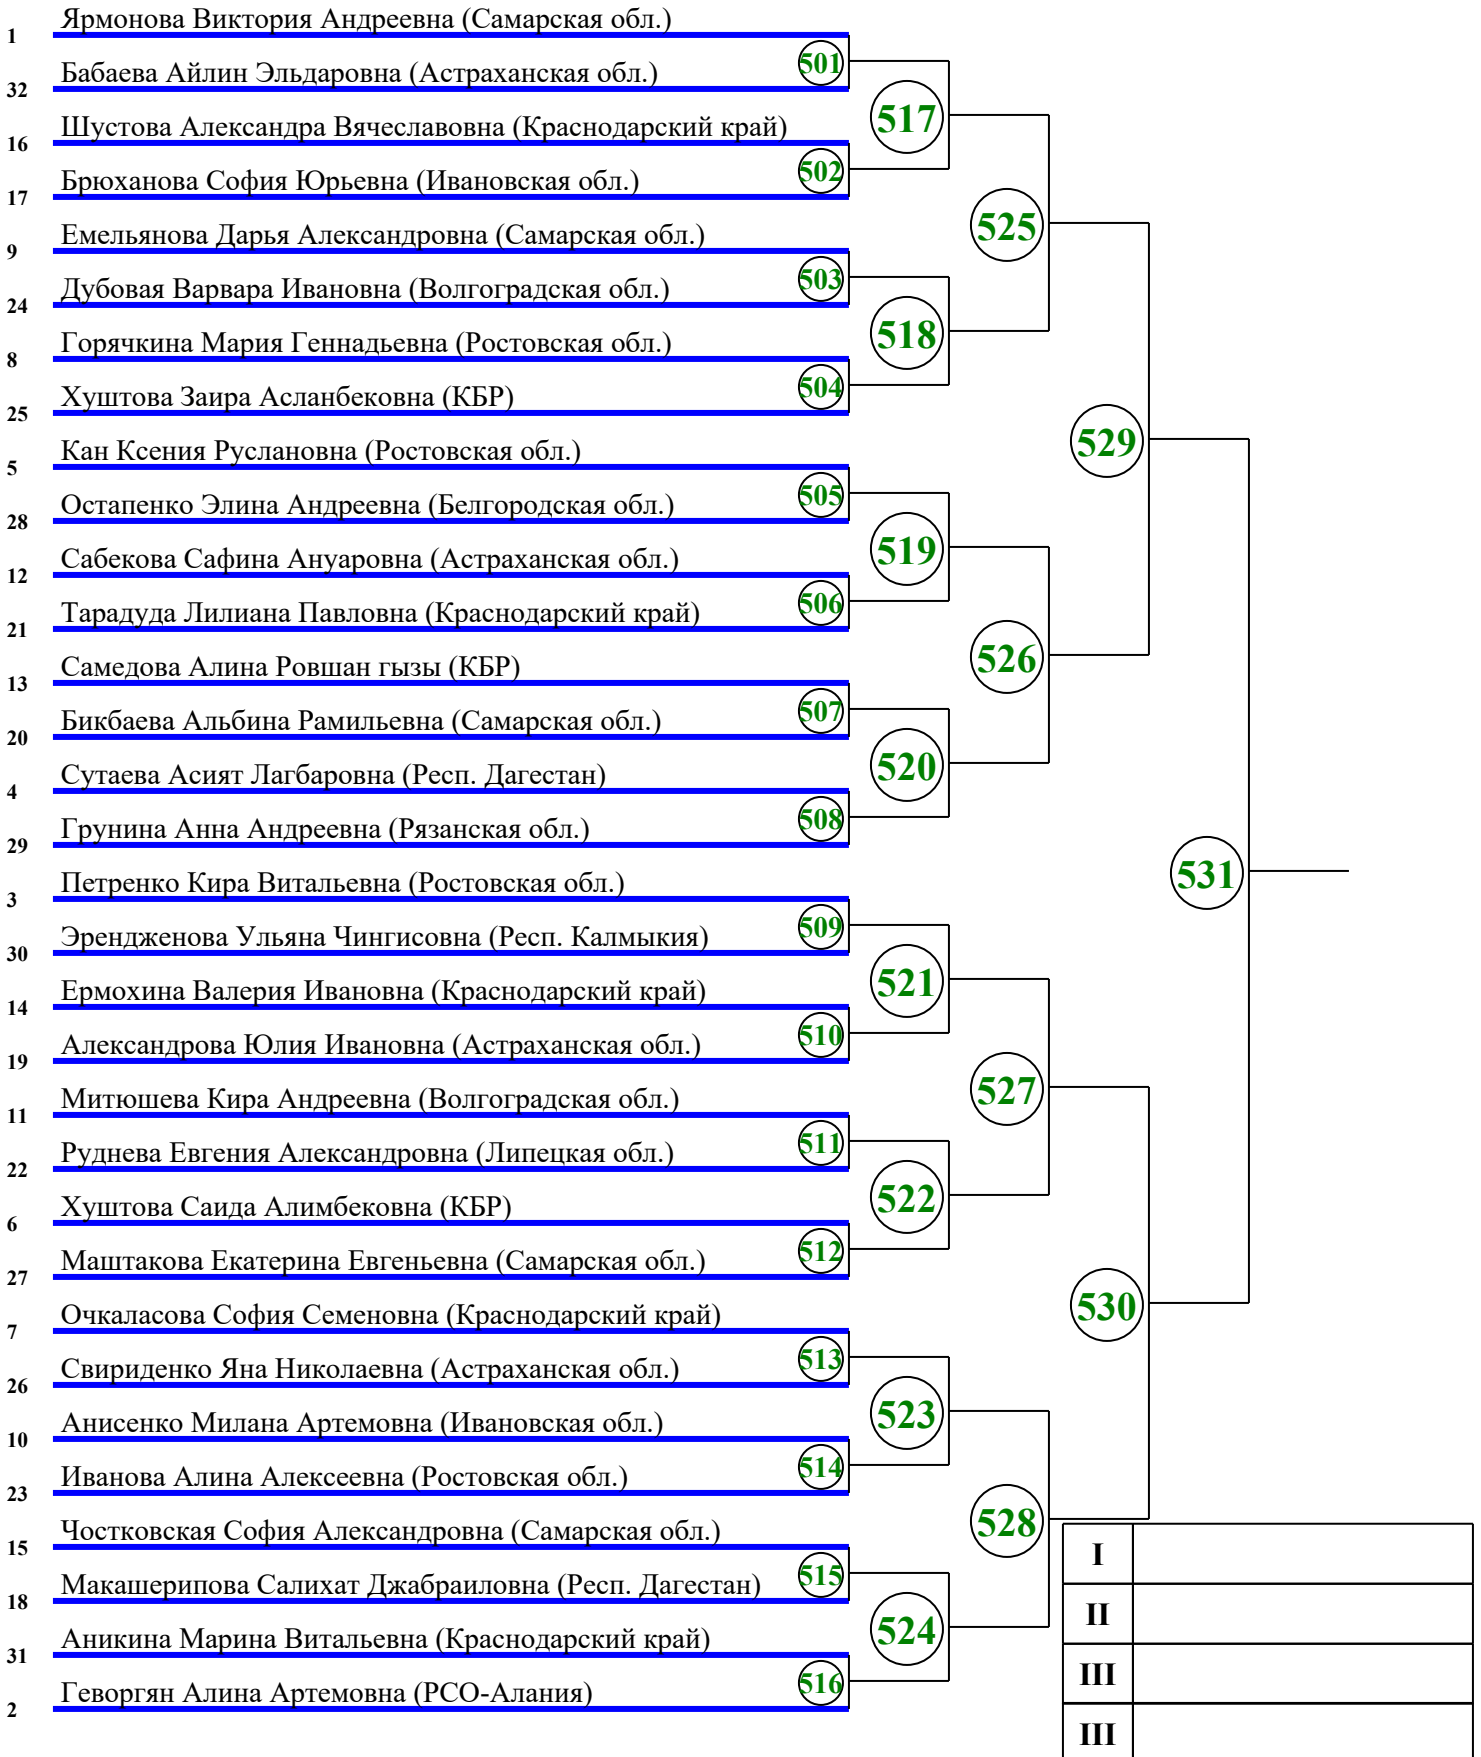 Ярмонова Виктория Андреевна (Самарская обл.)
1
501
Бабаева Айлин Эльдаровна (Астраханская обл.)
32
517
Шустова Александра Вячеславовна (Краснодарский край)
16
502
Брюханова София Юрьевна (Ивановская обл.)
17
525
Емельянова Дарья Александровна (Самарская обл.)
9
503
Дубовая Варвара Ивановна (Волгоградская обл.)
24
518
Горячкина Мария Геннадьевна (Ростовская обл.)
8
504
Хуштова Заира Асланбековна (КБР)
25
529
Кан Ксения Руслановна (Ростовская обл.)
5
505
Остапенко Элина Андреевна (Белгородская обл.)
28
519
Сабекова Сафина Ануаровна (Астраханская обл.)
12
506
Тарадуда Лилиана Павловна (Краснодарский край)
21
526
Самедова Алина Ровшан гызы (КБР)
13
507
Бикбаева Альбина Рамильевна (Самарская обл.)
20
520
Сутаева Асият Лагбаровна (Респ. Дагестан)
4
508
Грунина Анна Андреевна (Рязанская обл.)
29
531
Петренко Кира Витальевна (Ростовская обл.)
3
509
Эрендженова Ульяна Чингисовна (Респ. Калмыкия)
30
521
Ермохина Валерия Ивановна (Краснодарский край)
14
510
Александрова Юлия Ивановна (Астраханская обл.)
19
527
Митюшева Кира Андреевна (Волгоградская обл.)
11
511
Руднева Евгения Александровна (Липецкая обл.)
22
522
Хуштова Саида Алимбековна (КБР)
6
512
Маштакова Екатерина Евгеньевна (Самарская обл.)
27
530
Очкаласова София Семеновна (Краснодарский край)
7
513
Свириденко Яна Николаевна (Астраханская обл.)
26
523
Анисенко Милана Артемовна (Ивановская обл.)
10
514
Иванова Алина Алексеевна (Ростовская обл.)
23
528
Чостковская София Александровна (Самарская обл.)
15
515
Макашерипова Салихат Джабраиловна (Респ. Дагестан)
18
524
Аникина Марина Витальевна (Краснодарский край)
31
516
Геворгян Алина Артемовна (РСО-Алания)
2
I
II
III
III